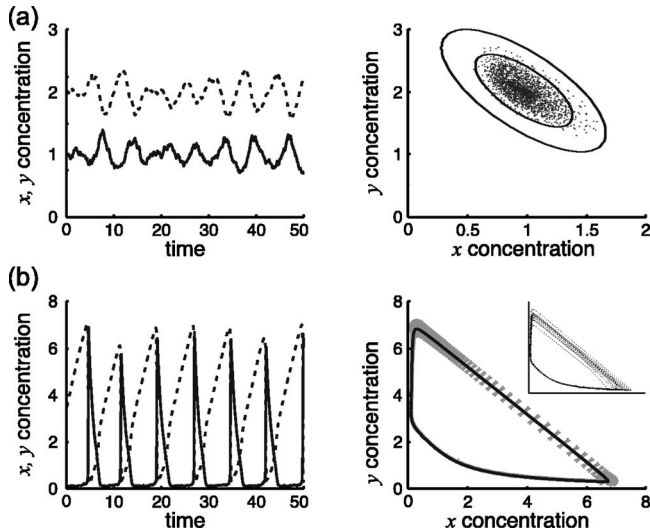 (a)
3
2
1
0
x, y concentration
0 10 20 30 40 50
time
3
2
1
0
y concentration
0 0.5 1 1.5 2
x concentration
(b)
8
6
4
2
0
x, y concentration
0 10 20 30 40 50
time
8
6
4
2
0
y concentration
0 2 4 6 8
x concentration